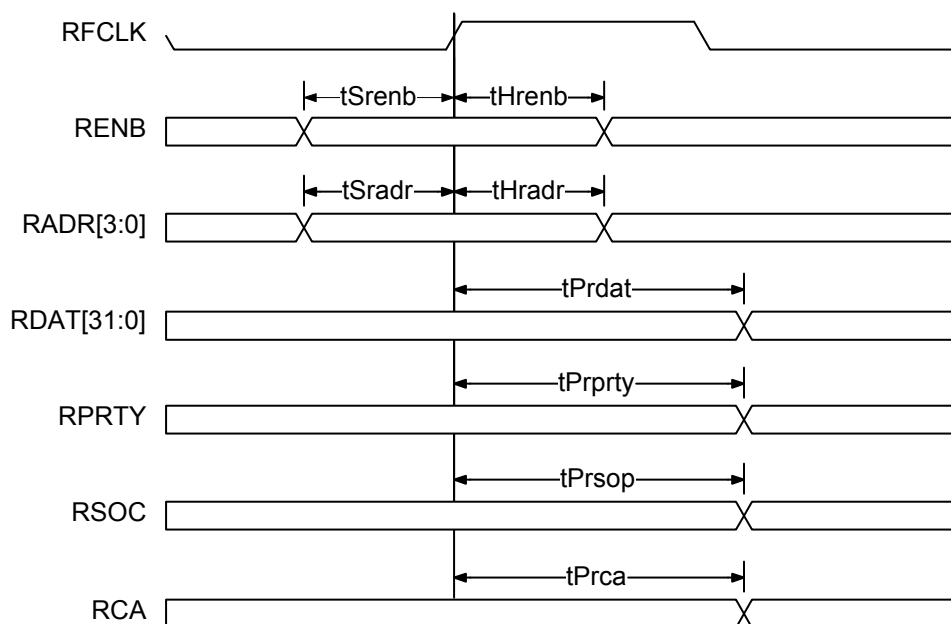 RFCLK
tSrenb tHrenb
RENB
tSradr tHradr
RADR[3:0]
tPrdat
RDAT[31:0]
tPrprty
RPRTY
tPrsop
RSOC
tPrca
RCA